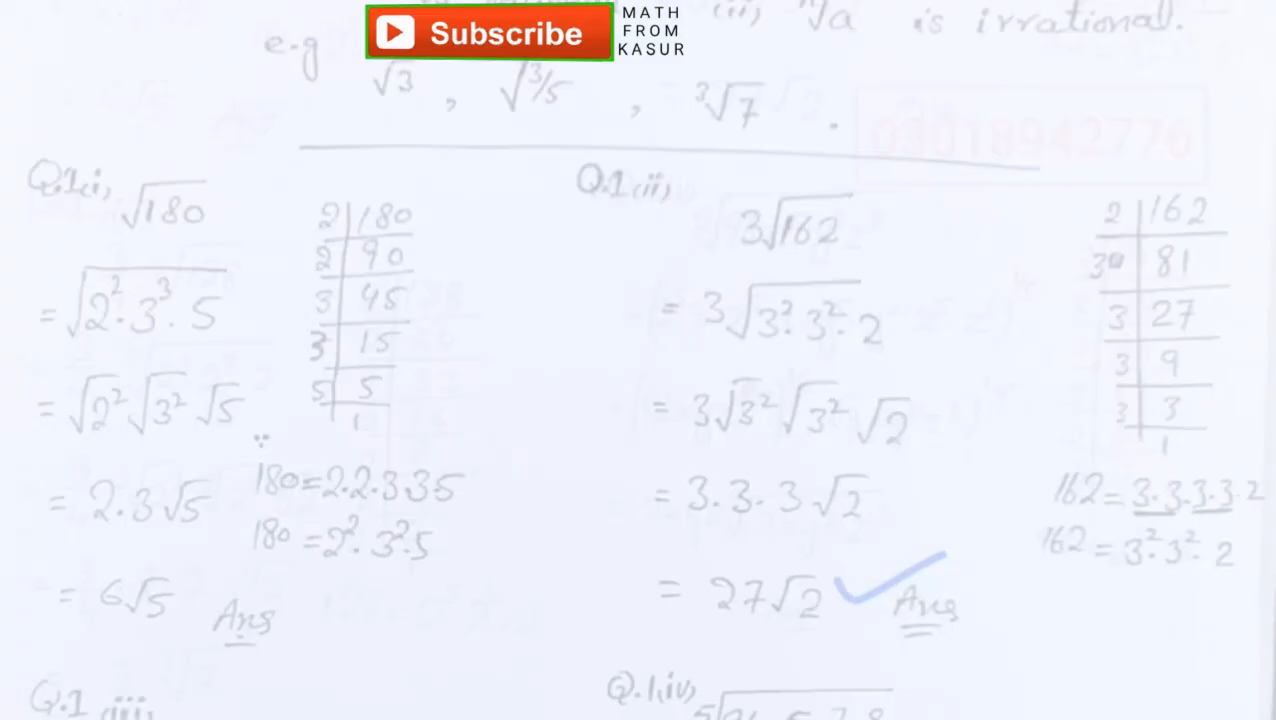 Subscribe
MATH
FROM
KASUR
(ii) ⁿ√a is irrational.
e.g √3 , √3/5 , ³√7 .
03018942776
Q.1(i), √180
= √2².3³.5
= √2² √3² √5
= 2.3√5
= 6√5 Ans
2 | 180
2 | 90
3 | 45
3 | 15
5 | 5
1
∵
180 = 2.2.3.3.5
180 = 2².3².5
Q.1(ii),
3√162
= 3√3².3².2
= 3√3² √3² √2
= 3.3.3√2
= 27√2 ✓ Ans
2 | 162
3 | 81
3 | 27
3 | 9
3 | 3
1
162 = 3.3.3.3.2
162 = 3².3².2
Q.1 (iii),
Q.1(iv),